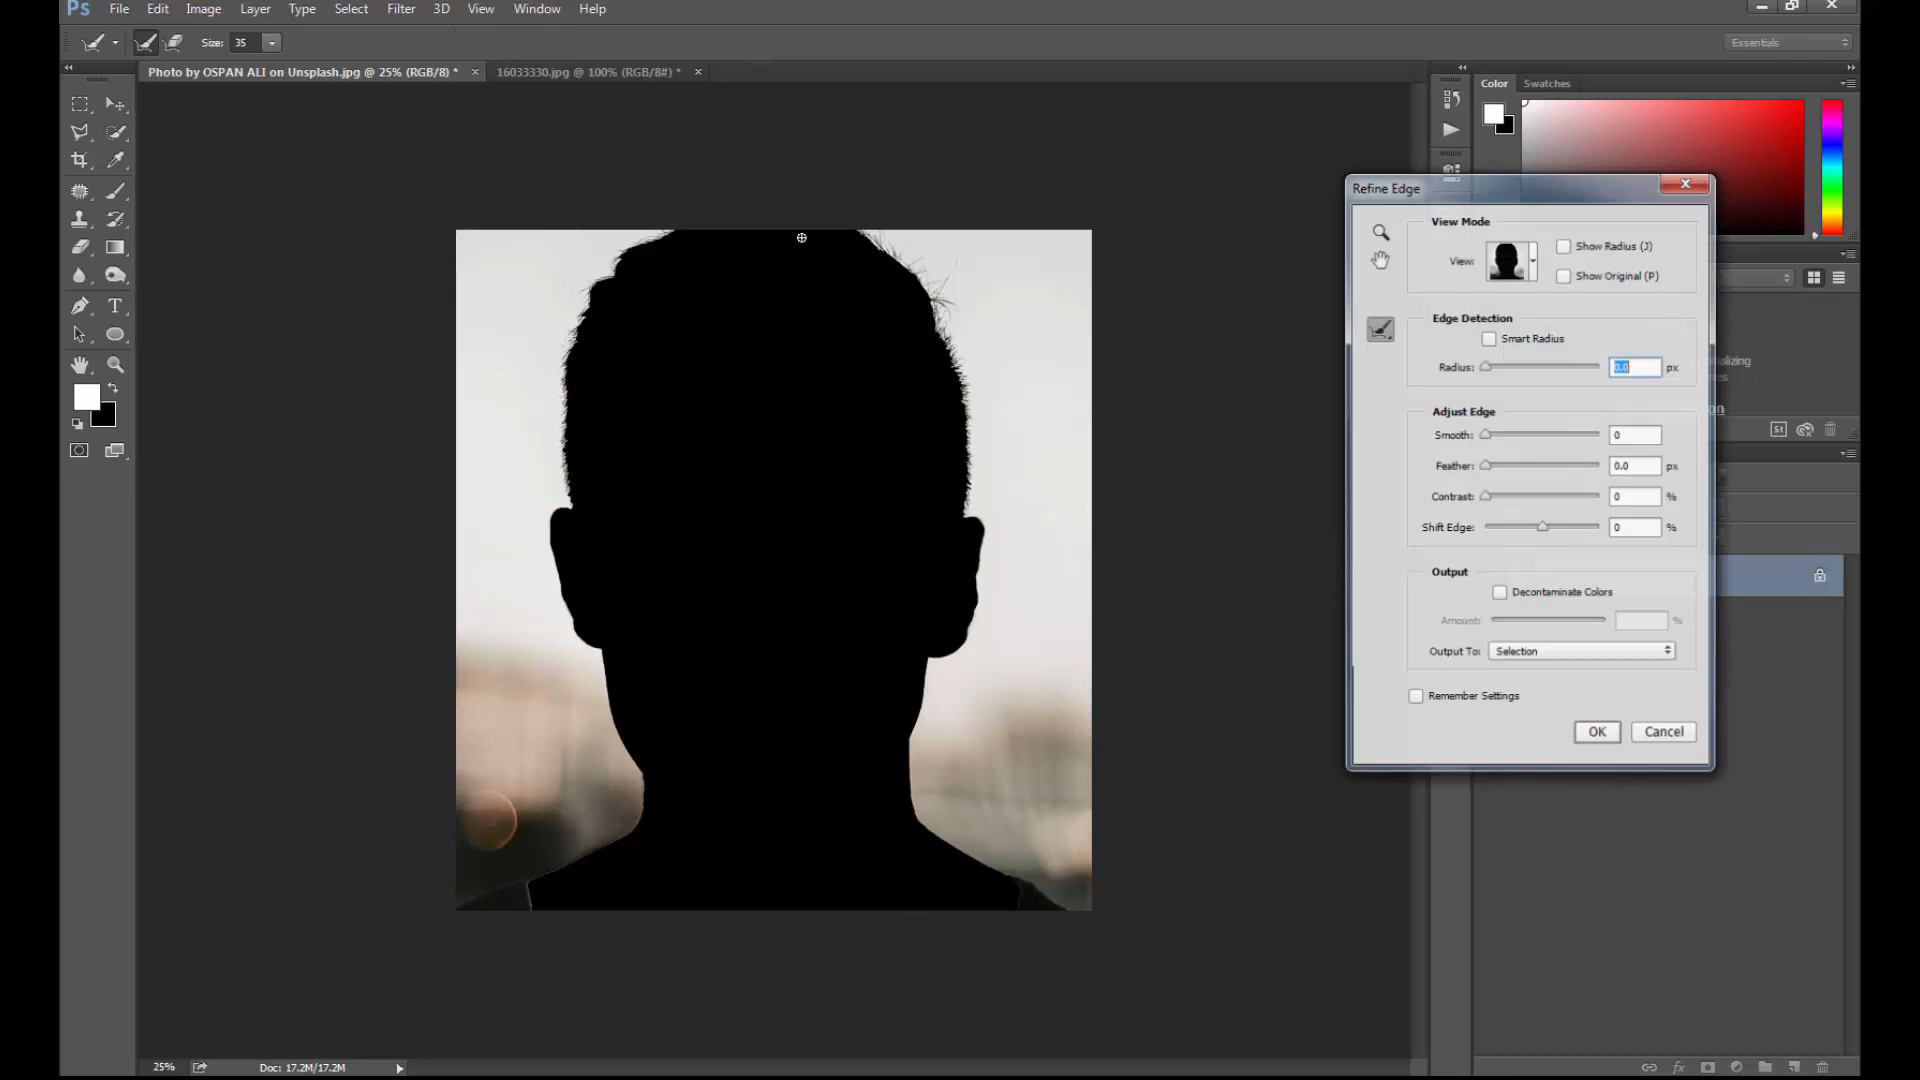 Ps File Edit Image Layer Type Select Filter 3D View Window Help
Size: 35 Essentials
Photo by OSPAN ALI on Unsplash.jpg @ 25% (RGB/8) * 16033330.jpg @ 100% (RGB/8#) *
Color Swatches
Refine Edge
View Mode
View:
Show Radius (J)
Show Original (P)
Edge Detection
Smart Radius
Radius: 0.0 px
Adjust Edge
Smooth: 0
Feather: 0.0 px
Contrast: 0 %
Shift Edge: 0 %
Output
Decontaminate Colors
Amount: %
Output To: Selection
Remember Settings
OK Cancel
25% Doc: 17.2M/17.2M